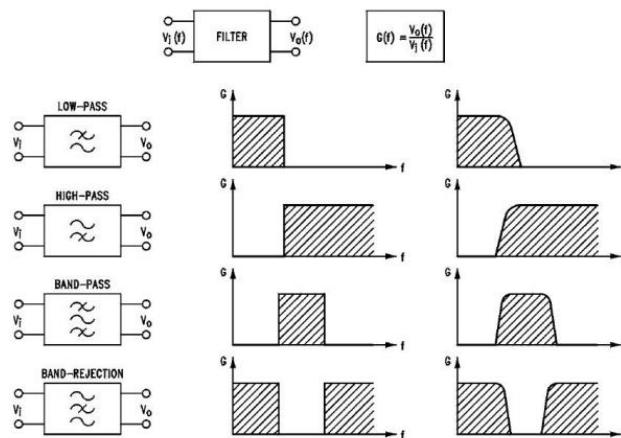 Vi(f) FILTER Vo(f) G(f) = Vo(f)/Vi(f)
LOW-PASS
Vi Vo G f G
HIGH-PASS
Vi Vo G f G
BAND-PASS
Vi Vo G f G
BAND-REJECTION
Vi Vo G f G